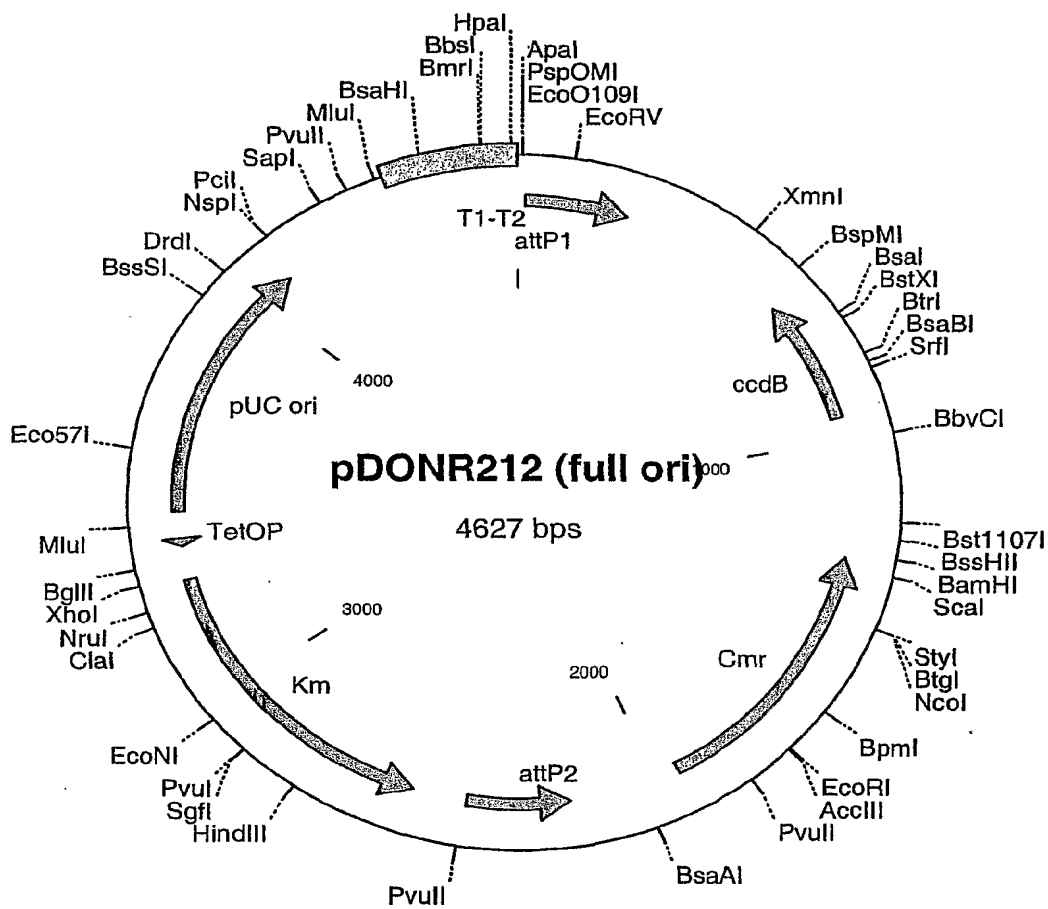 HpaI
BbsI
BmrI
BsaHI
MluI
PvuII
SapI
PciI
NspI
DrdI
BssSI
ApaI
PspOMI
EcoO109I
EcoRV
XmnI
BspMI
BsaI
BstXI
BtrI
BsaBI
SrfI
BbvCI
T1-T2
attP1
ccdB
4000
pUC ori
Eco57I
pDONR212 (full ori)
1000
4627 bps
TetOP
MluI
BglII
XhoI
NruI
ClaI
Bst1107I
BssHII
BamHI
ScaI
3000
Km
2000
Cmr
StyI
BtgI
NcoI
BpmI
EcoNI
PvuI
SgfI
HindIII
attP2
EcoRI
AccIII
PvuII
BsaAI
PvuII